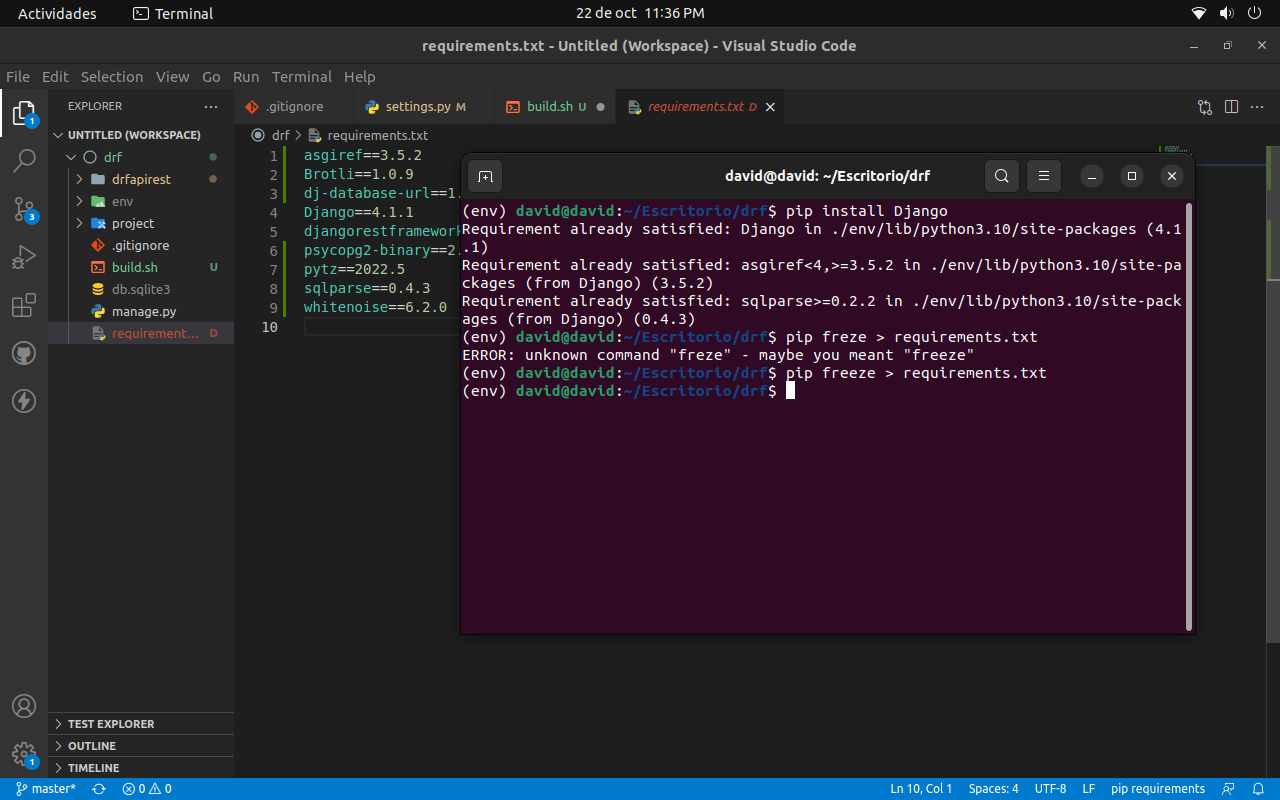 Actividades
Terminal
22 de oct 11:36 PM
requirements.txt - Untitled (Workspace) - Visual Studio Code
File Edit Selection View Go Run Terminal Help
EXPLORER
.gitignore
settings.py M
build.sh U
requirements.txt D
drf > requirements.txt
UNTITLED (WORKSPACE)
drf
drfapirest
env
project
.gitignore
build.sh U
db.sqlite3
manage.py
requirement... D
1 asgiref==3.5.2
2 Brotli==1.0.9
3 dj-database-url==1.
4 Django==4.1.1
5 djangorestframework
6 psycopg2-binary==2.
7 pytz==2022.5
8 sqlparse==0.4.3
9 whitenoise==6.2.0
10
david@david: ~/Escritorio/drf
(env) david@david:~/Escritorio/drf$ pip install Django
Requirement already satisfied: Django in ./env/lib/python3.10/site-packages (4.1
.1)
Requirement already satisfied: asgiref<4,>=3.5.2 in ./env/lib/python3.10/site-pa
ckages (from Django) (3.5.2)
Requirement already satisfied: sqlparse>=0.2.2 in ./env/lib/python3.10/site-pack
ages (from Django) (0.4.3)
(env) david@david:~/Escritorio/drf$ pip freze > requirements.txt
ERROR: unknown command "freze" - maybe you meant "freeze"
(env) david@david:~/Escritorio/drf$ pip freeze > requirements.txt
(env) david@david:~/Escritorio/drf$
1
3
1
TEST EXPLORER
OUTLINE
TIMELINE
master*
0
0
Ln 10, Col 1
Spaces: 4
UTF-8
LF
pip requirements